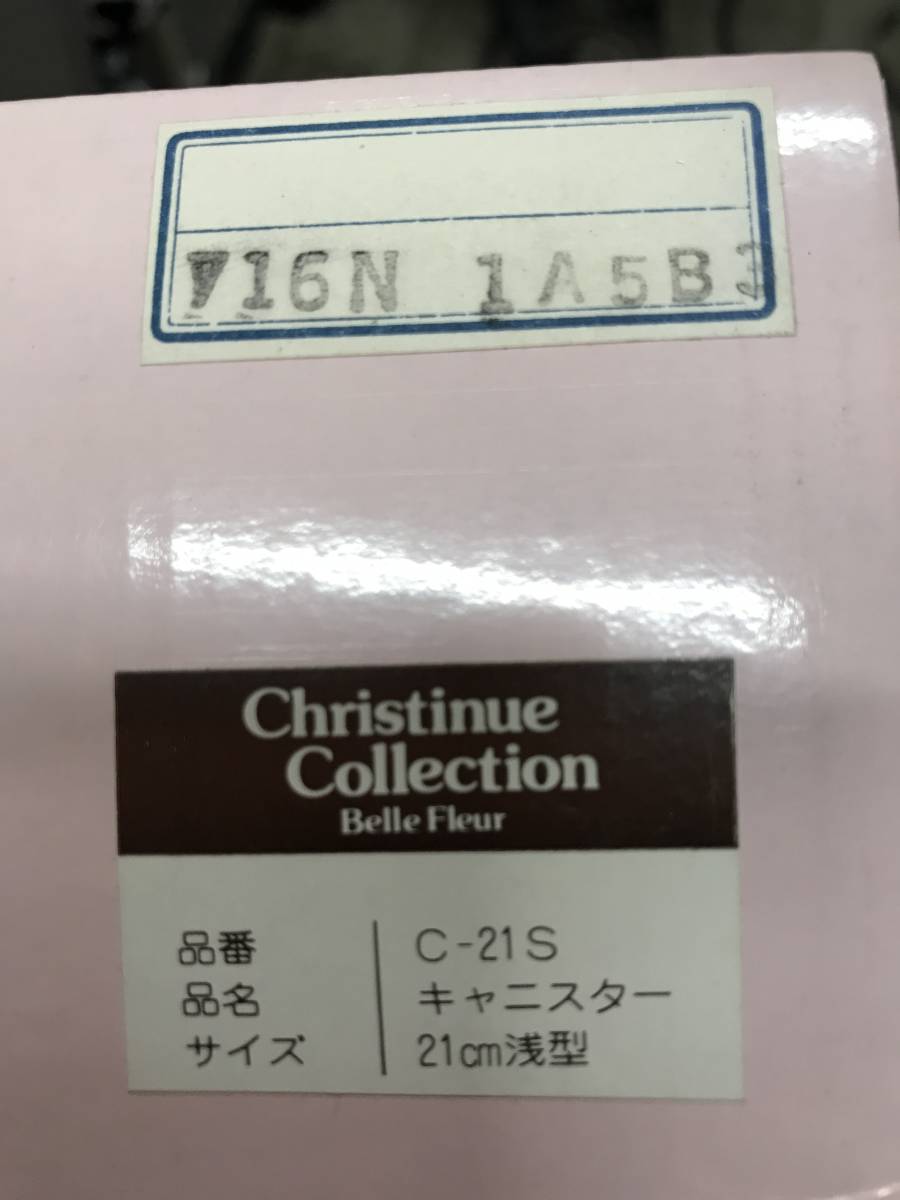 716N 1A5B
Christinue
Collection
Belle Fleur
品番 C-21S
品名 キャニスター
サイズ 21cm浅型